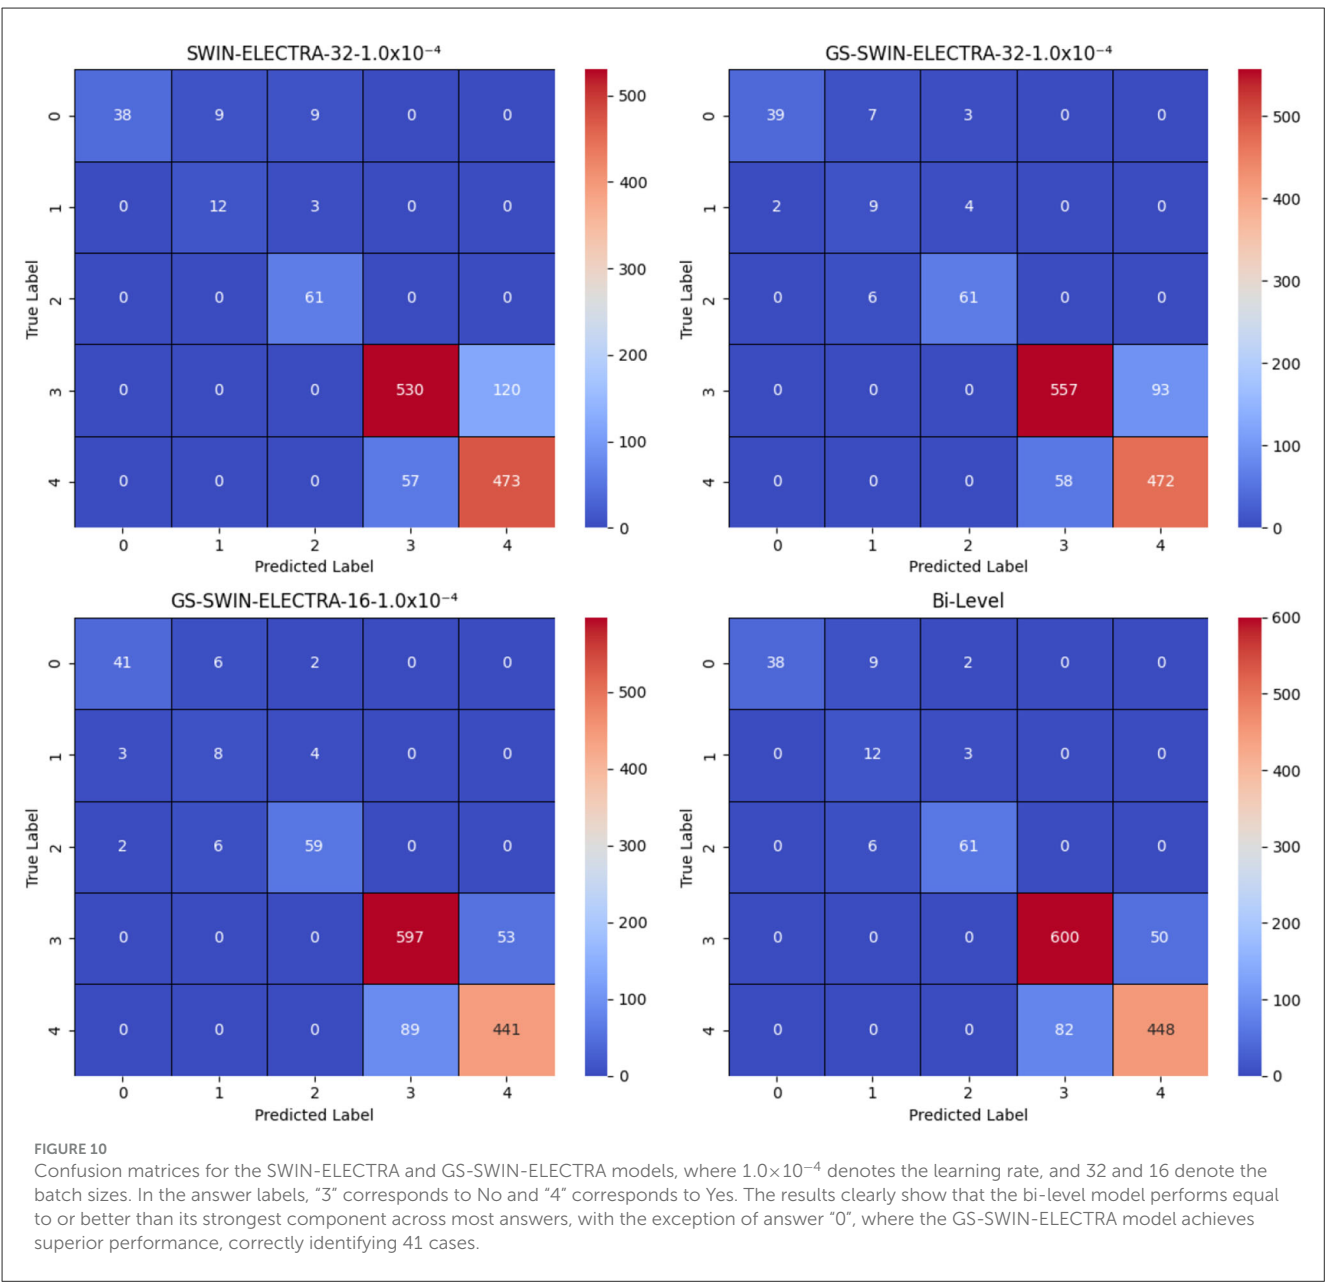 SWIN-ELECTRA-32-1.0x10⁻⁴
0
38 9 9 0 0
1
0 12 3 0 0
2
0 0 61 0 0
3
0 0 0 530 120
4
0 0 0 57 473
0 1 2 3 4
Predicted Label
True Label
500
400
300
200
100
0
GS-SWIN-ELECTRA-32-1.0x10⁻⁴
0
39 7 3 0 0
1
2 9 4 0 0
2
0 6 61 0 0
3
0 0 0 557 93
4
0 0 0 58 472
0 1 2 3 4
Predicted Label
True Label
500
400
300
200
100
0
GS-SWIN-ELECTRA-16-1.0x10⁻⁴
0
41 6 2 0 0
1
3 8 4 0 0
2
2 6 59 0 0
3
0 0 0 597 53
4
0 0 0 89 441
0 1 2 3 4
Predicted Label
True Label
500
400
300
200
100
0
Bi-Level
0
38 9 2 0 0
1
0 12 3 0 0
2
0 6 61 0 0
3
0 0 0 600 50
4
0 0 0 82 448
0 1 2 3 4
Predicted Label
True Label
600
500
400
300
200
100
0
FIGURE 10
Confusion matrices for the SWIN-ELECTRA and GS-SWIN-ELECTRA models, where 1.0×10⁻⁴ denotes the learning rate, and 32 and 16 denote the
batch sizes. In the answer labels, “3” corresponds to No and “4” corresponds to Yes. The results clearly show that the bi-level model performs equal
to or better than its strongest component across most answers, with the exception of answer “0”, where the GS-SWIN-ELECTRA model achieves
superior performance, correctly identifying 41 cases.